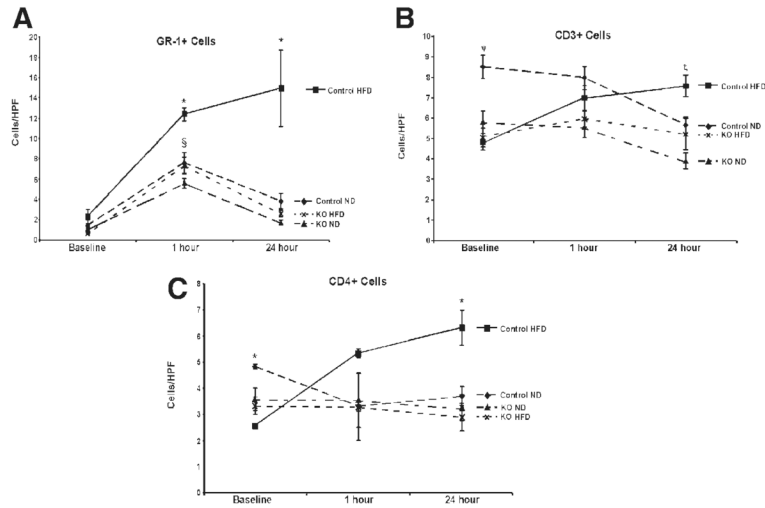 A
GR-1+ Cells
Cells/HPF
20
18
16
14
12
10
8
6
4
2
0
*
*
§
Control HFD
Control ND
KO HFD
KO ND
Baseline
1 hour
24 hour
B
CD3+ Cells
Cells/HPF
10
9
8
7
6
5
4
3
2
1
0
Control HFD
Control ND
KO HFD
KO ND
Baseline
1 hour
24 hour
C
CD4+ Cells
Cells/HPF
8
7
6
5
4
3
2
1
0
*
*
Control HFD
Control ND
KO ND
KO HFD
Baseline
1 hour
24 hour